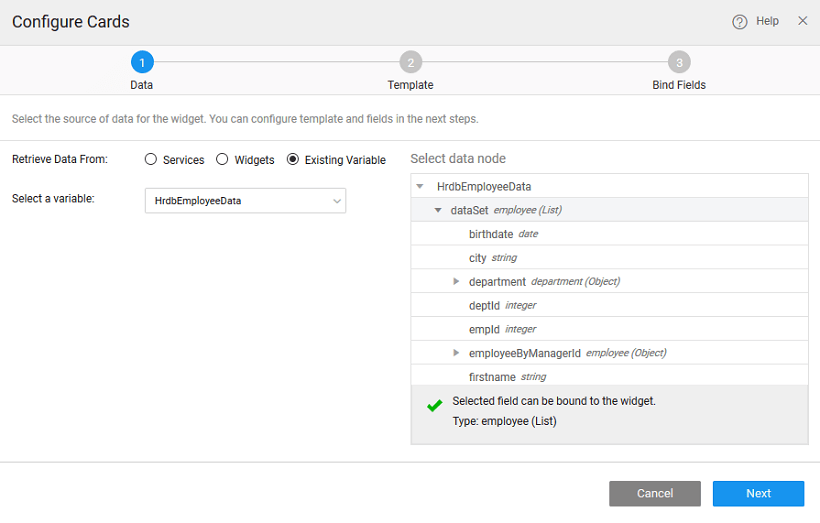 Configure Cards
Help
1
2
3
Data
Template
Bind Fields
Select the source of data for the widget. You can configure template and fields in the next steps.
Retrieve Data From:
Services
Widgets
Existing Variable
Select a variable:
HrdbEmployeeData
Select data node
HrdbEmployeeData
dataSet employee (List)
birthdate date
city string
department department (Object)
deptId integer
empId integer
employeeByManagerId employee (Object)
firstname string
Selected field can be bound to the widget.
Type: employee (List)
Cancel
Next